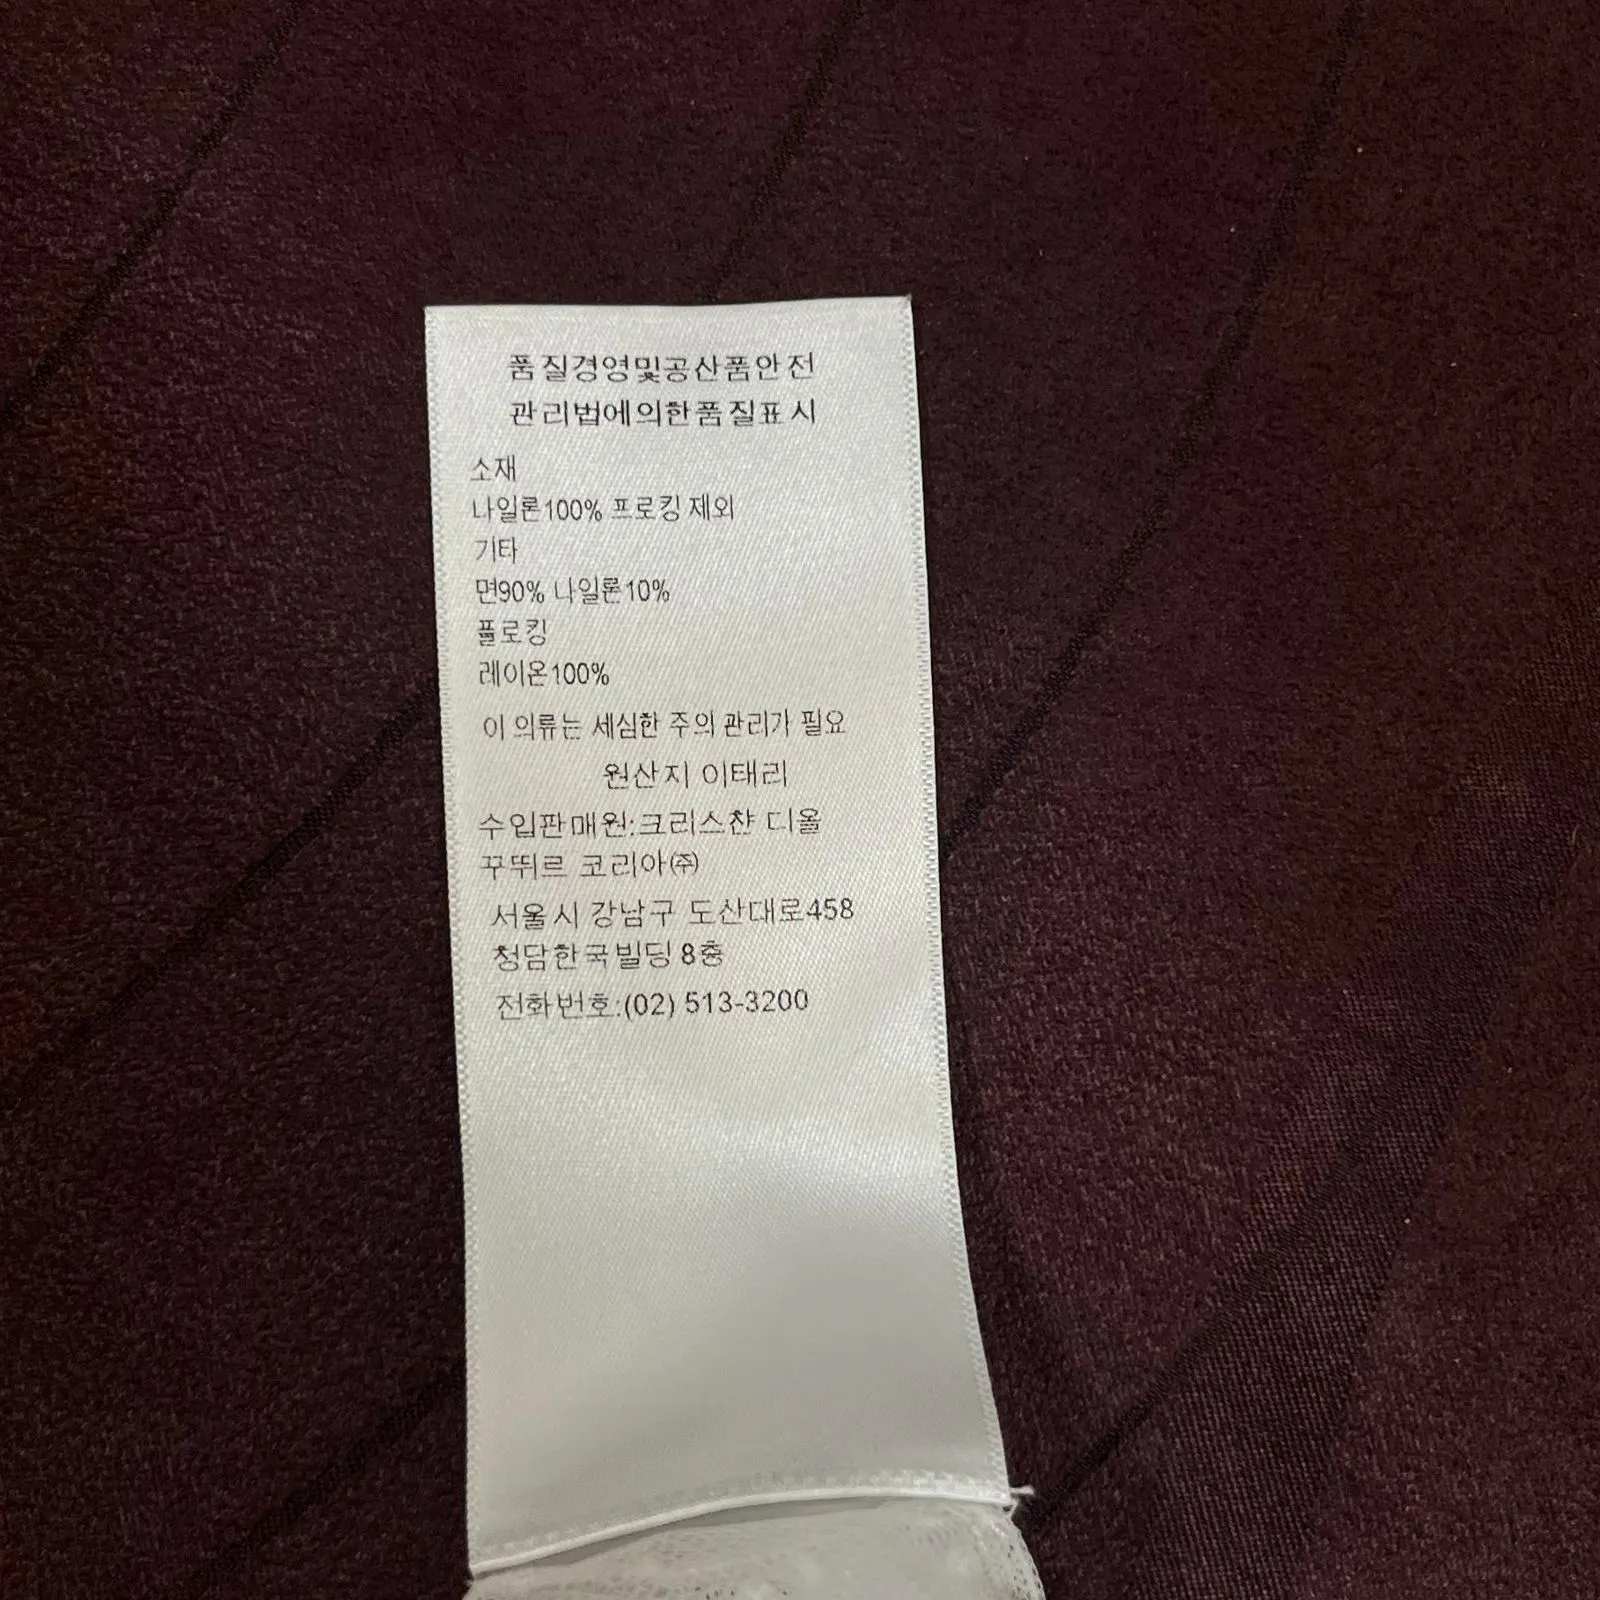 품질경영및공산품안전
관리법에의한품질표시
소재
나일론100% 프로킹 제외
기타
면90% 나일론10%
플로킹
레이온100%
이 의류는 세심한 주의 관리가 필요
원산지 이태리
수입판매원:크리스챤 디올
꾸뛰르 코리아㈜
서울시 강남구 도산대로458
청담한국빌딩 8층
전화번호:(02) 513-3200